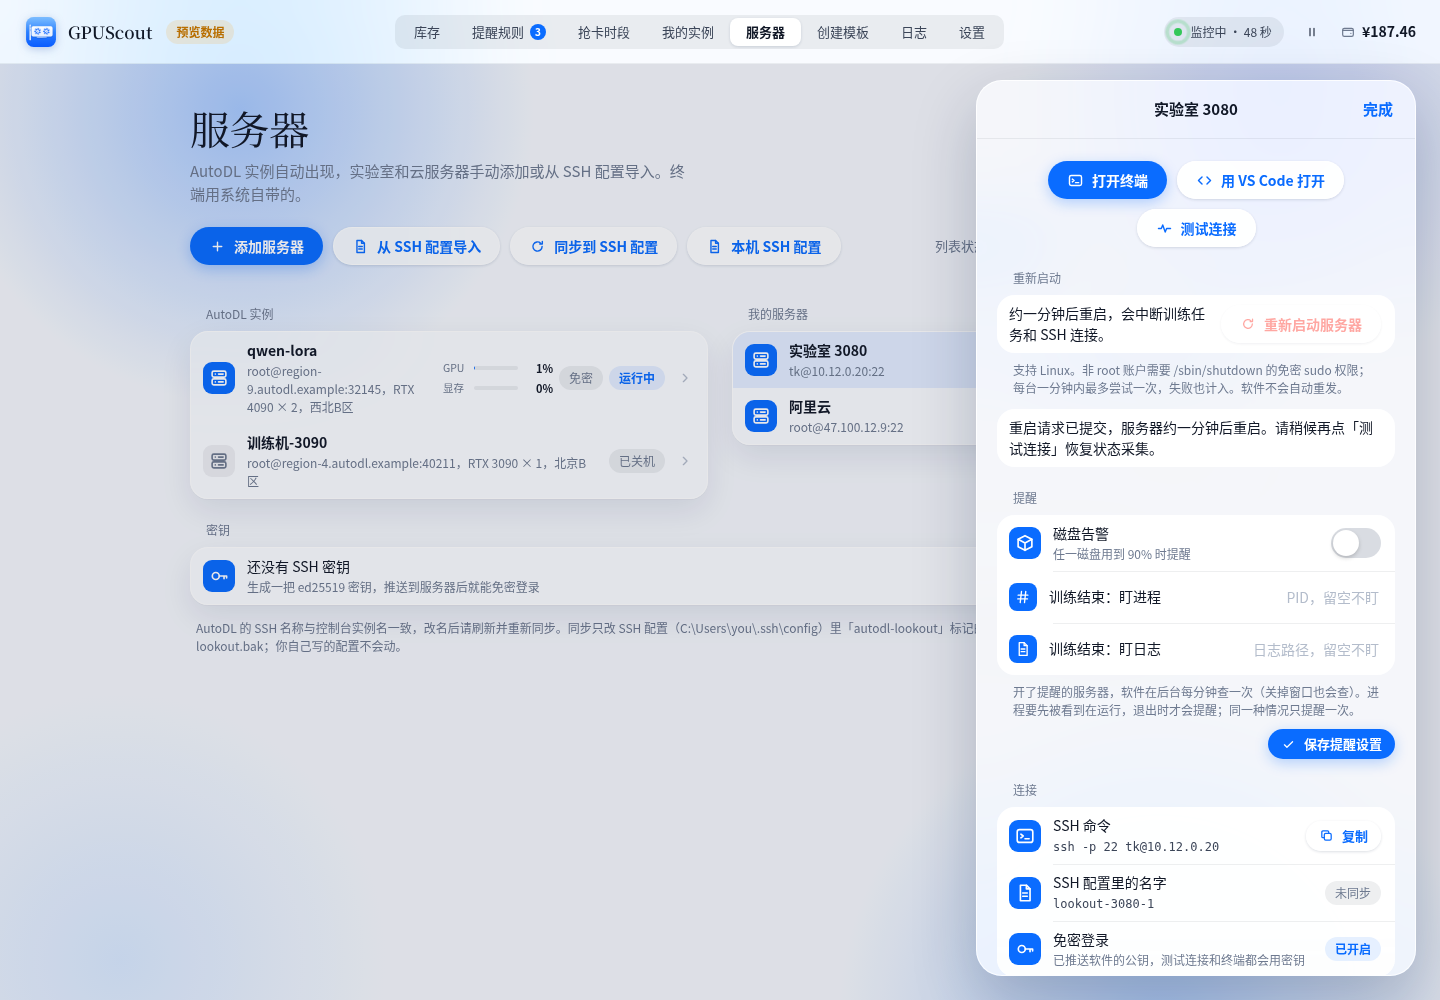 GPUScout
预览数据
库存
提醒规则 3
抢卡时段
我的实例
服务器
创建模板
日志
设置
监控中 · 48 秒
¥187.46
服务器
AutoDL 实例自动出现，实验室和云服务器手动添加或从 SSH 配置导入。终
端用系统自带的。
添加服务器
从 SSH 配置导入
同步到 SSH 配置
本机 SSH 配置
AutoDL 实例
qwen-lora
root@region-
9.autodl.example:32145，RTX
4090 × 2，西北B区
GPU 1%
显存 0%
免密
运行中
训练机-3090
root@region-4.autodl.example:40211，RTX 3090 × 1，北京B
区
已关机
我的服务器
实验室 3080
tk@10.12.0.20:22
阿里云
root@47.100.12.9:22
密钥
还没有 SSH 密钥
生成一把 ed25519 密钥，推送到服务器后就能免密登录
AutoDL 的 SSH 名称与控制台实例名一致，改名后请刷新并重新同步。同步只改 SSH 配置（C:\Users\you\.ssh\config）里「autodl-lookout」标记
lookout.bak；你自己写的配置不会动。
实验室 3080
完成
打开终端
用 VS Code 打开
测试连接
重新启动
约一分钟后重启，会中断训练任
务和 SSH 连接。
重新启动服务器
支持 Linux。非 root 账户需要 /sbin/shutdown 的免密 sudo 权限；
每台一分钟内最多尝试一次，失败也计入。软件不会自动重发。
重启请求已提交，服务器约一分钟后重启。请稍候再点「测
试连接」恢复状态采集。
提醒
磁盘告警
任一磁盘用到 90% 时提醒
训练结束：盯进程
PID，留空不盯
训练结束：盯日志
日志路径，留空不盯
开了提醒的服务器，软件在后台每分钟查一次（关掉窗口也会查）。进
程要先被看到在运行，退出时才会提醒；同一种情况只提醒一次。
保存提醒设置
连接
SSH 命令
ssh -p 22 tk@10.12.0.20
复制
SSH 配置里的名字
lookout-3080-1
未同步
免密登录
已推送软件的公钥，测试连接和终端都会用密钥
已开启